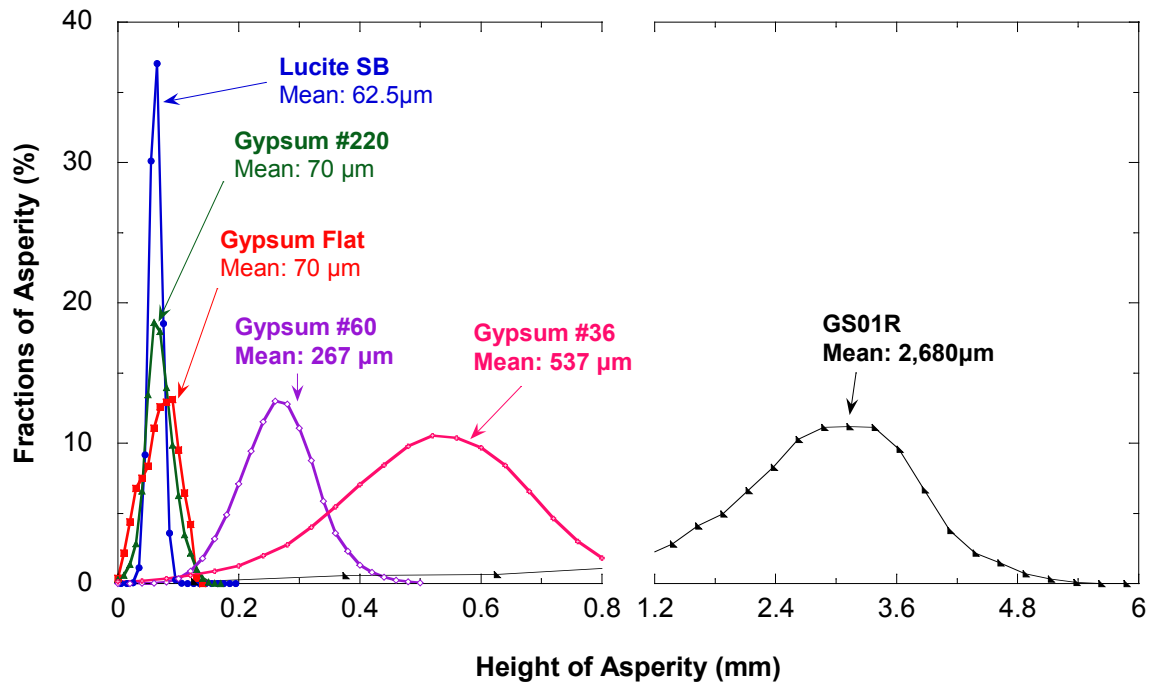 40
30
20
10
0
Fractions of Asperity (%)
Lucite SB
Mean: 62.5µm
Gypsum #220
Mean: 70 µm
Gypsum Flat
Mean: 70 µm
Gypsum #60
Mean: 267 µm
Gypsum #36
Mean: 537 µm
GS01R
Mean: 2,680µm
0 0.2 0.4 0.6 0.8 1.2 2.4 3.6 4.8 6
Height of Asperity (mm)